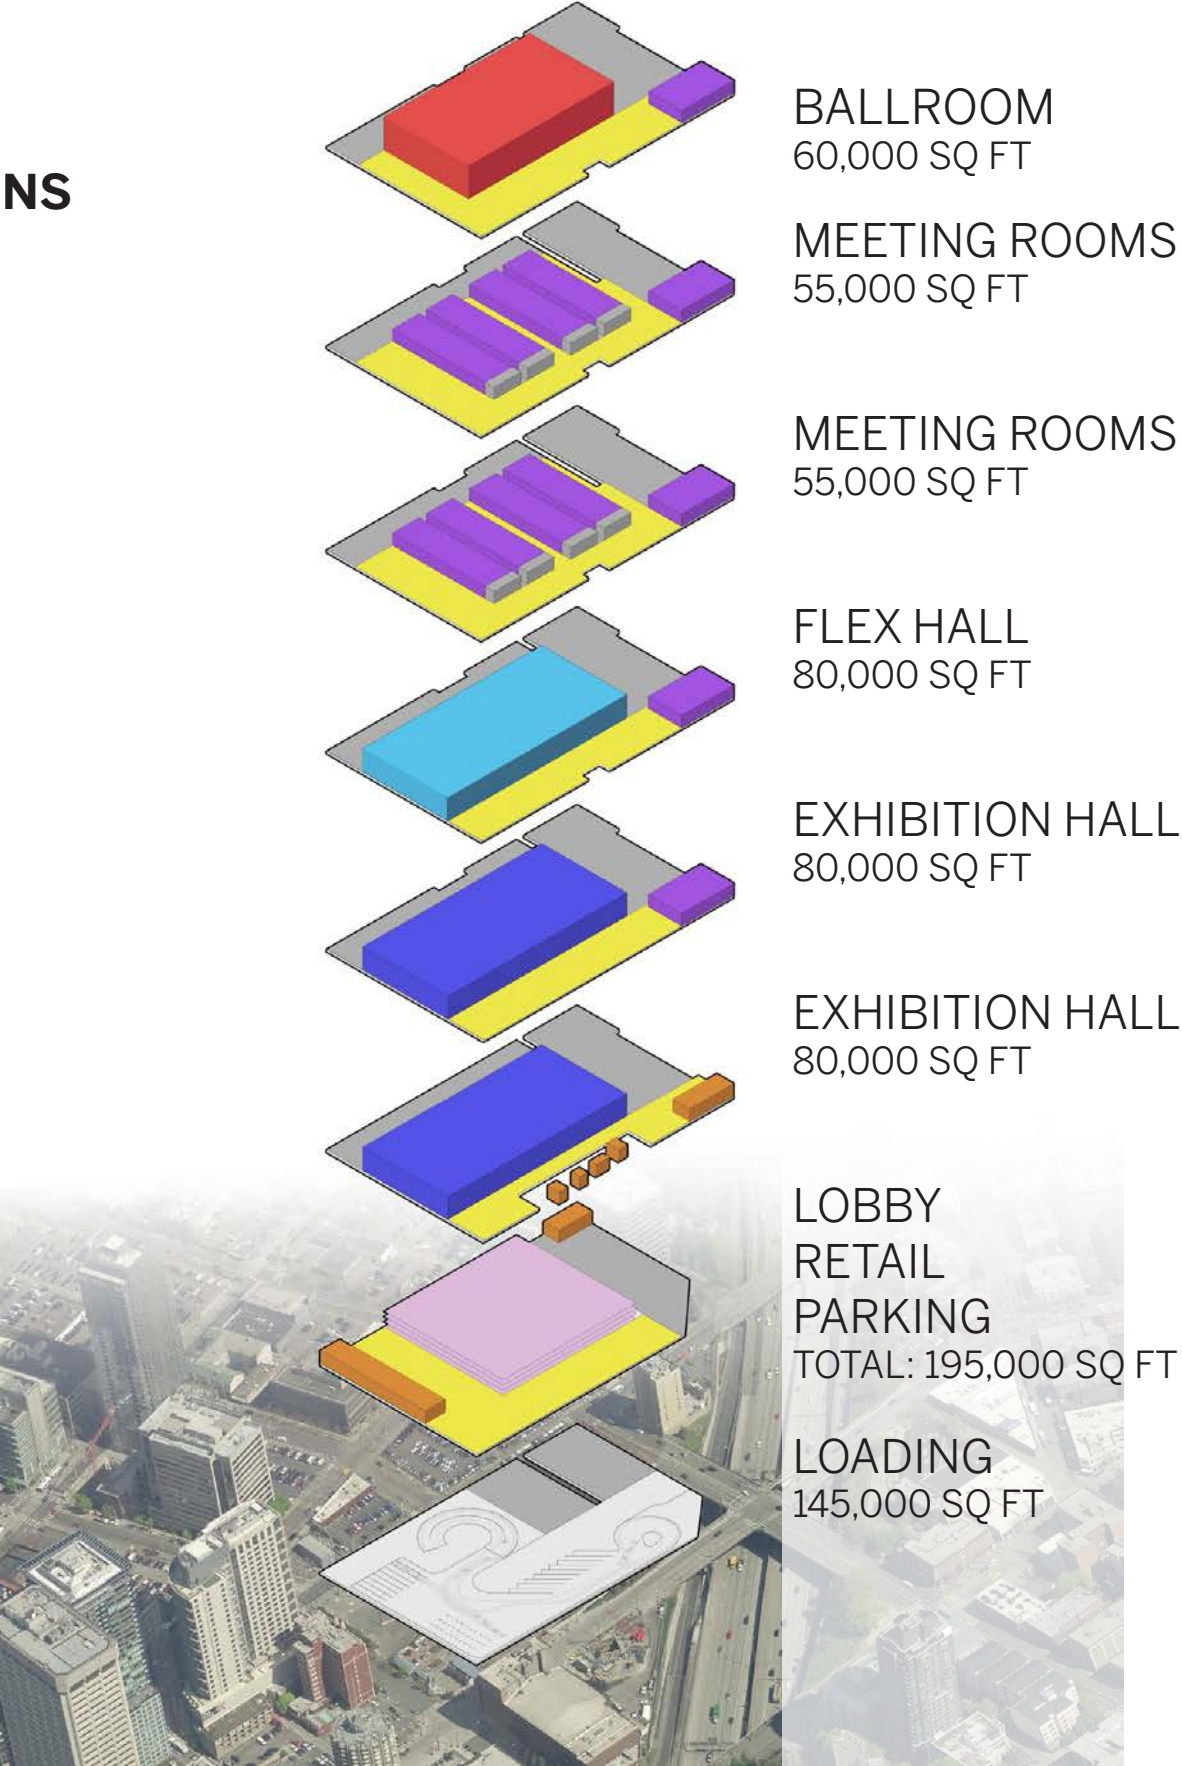 NS
BALLROOM
60,000 SQ FT
MEETING ROOMS
55,000 SQ FT
MEETING ROOMS
55,000 SQ FT
FLEX HALL
80,000 SQ FT
EXHIBITION HALL
80,000 SQ FT
EXHIBITION HALL
80,000 SQ FT
LOBBY
RETAIL
PARKING
TOTAL: 195,000 SQ FT
LOADING
145,000 SQ FT